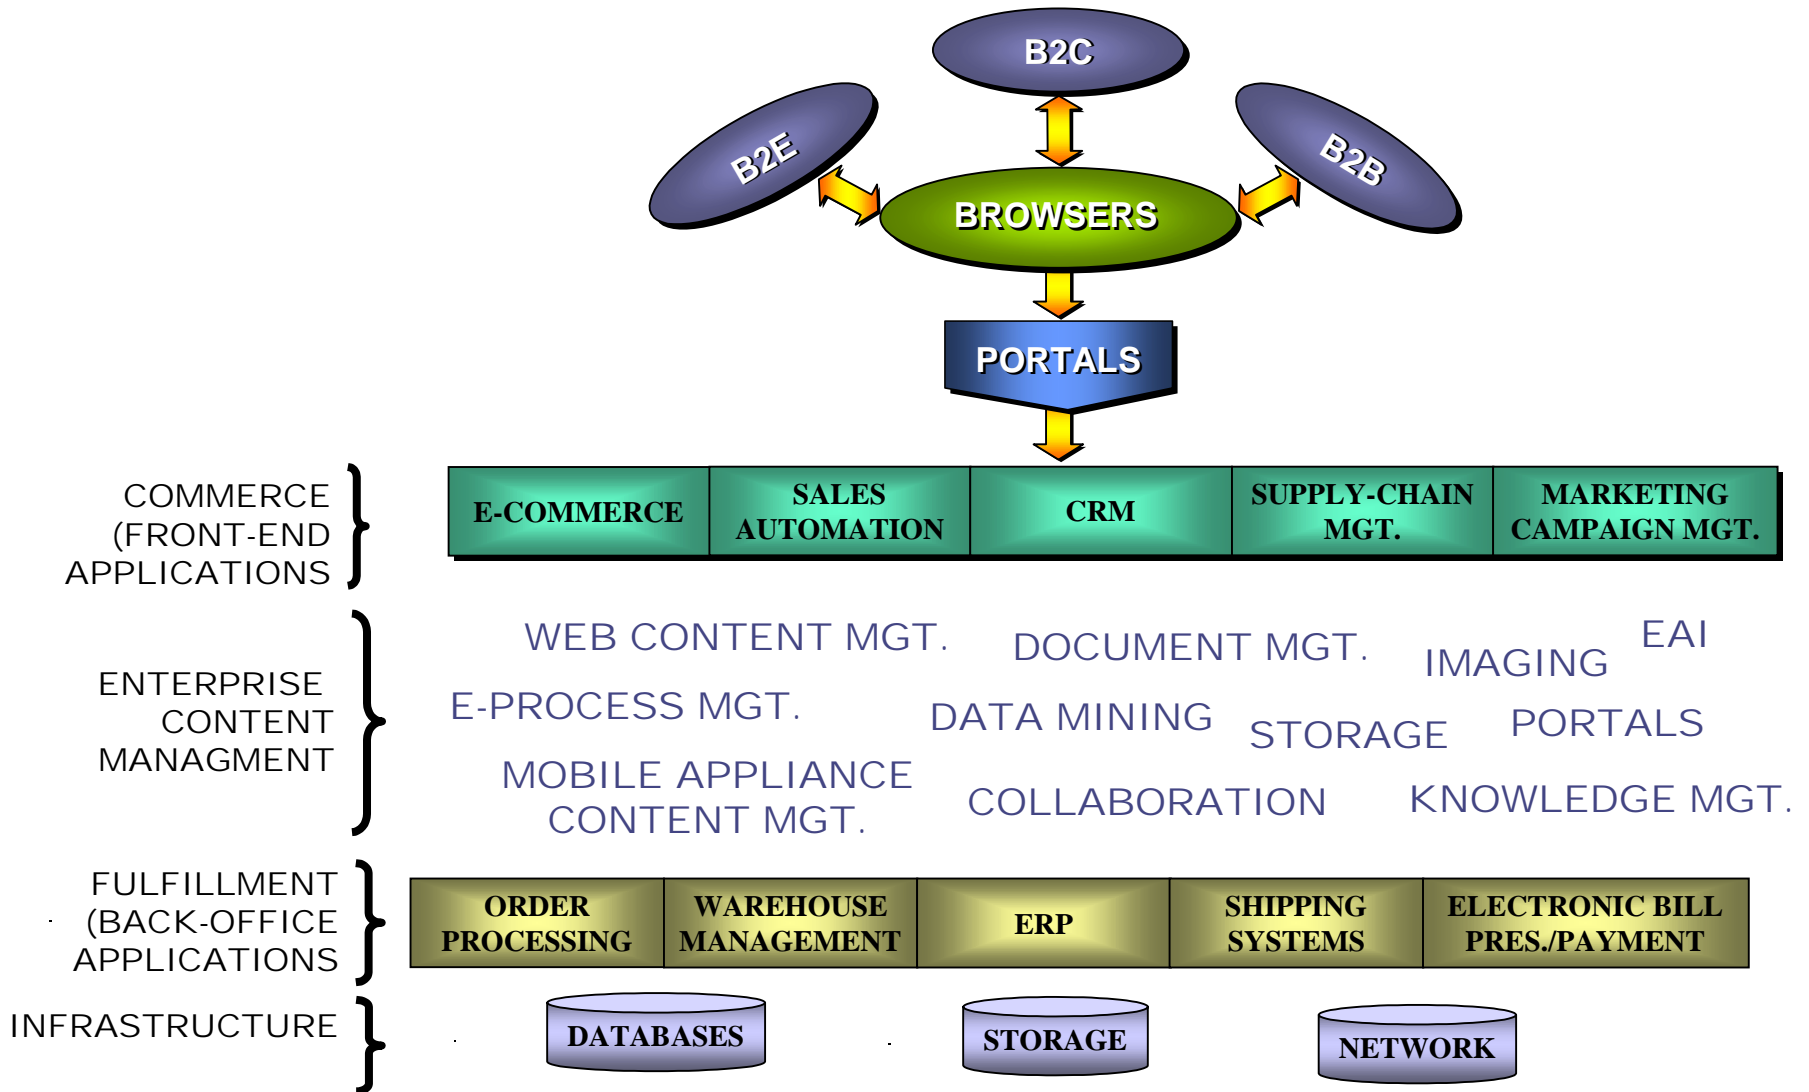 B2C
B2E
B2B
BROWSERS
PORTALS
COMMERCE
(FRONT-END
APPLICATIONS
E-COMMERCE
SALES
AUTOMATION
CRM
SUPPLY-CHAIN
MGT.
MARKETING
CAMPAIGN MGT.
ENTERPRISE
CONTENT
MANAGMENT
WEB CONTENT MGT.
DOCUMENT MGT.
IMAGING
EAI
E-PROCESS MGT.
DATA MINING
STORAGE
PORTALS
MOBILE APPLIANCE
CONTENT MGT.
COLLABORATION
KNOWLEDGE MGT.
FULFILLMENT
(BACK-OFFICE
APPLICATIONS
ORDER
PROCESSING
WAREHOUSE
MANAGEMENT
ERP
SHIPPING
SYSTEMS
ELECTRONIC BILL
PRES./PAYMENT
INFRASTRUCTURE
DATABASES
STORAGE
NETWORK